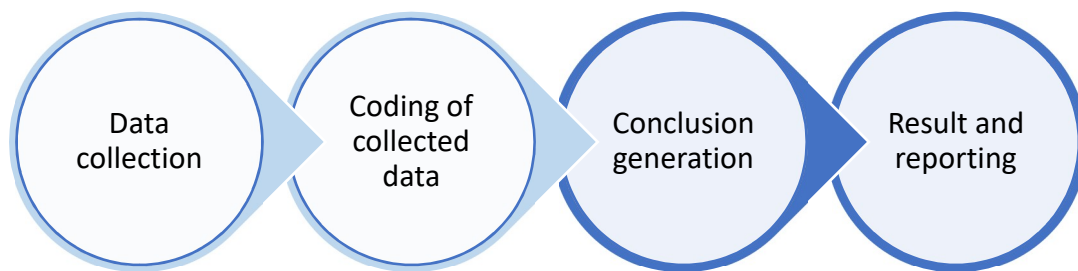 Data
collection
Coding of
collected
data
Conclusion
generation
Result and
reporting